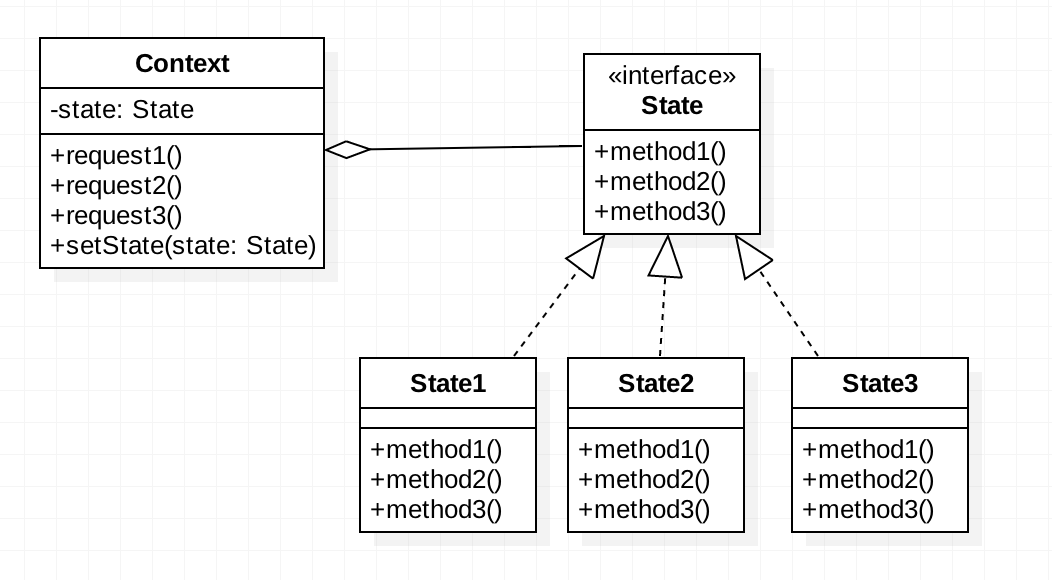 Context
-state: State
+request1()
+request2()
+request3()
+setState(state: State)
«interface»
State
+method1()
+method2()
+method3()
State1
+method1()
+method2()
+method3()
State2
+method1()
+method2()
+method3()
State3
+method1()
+method2()
+method3()